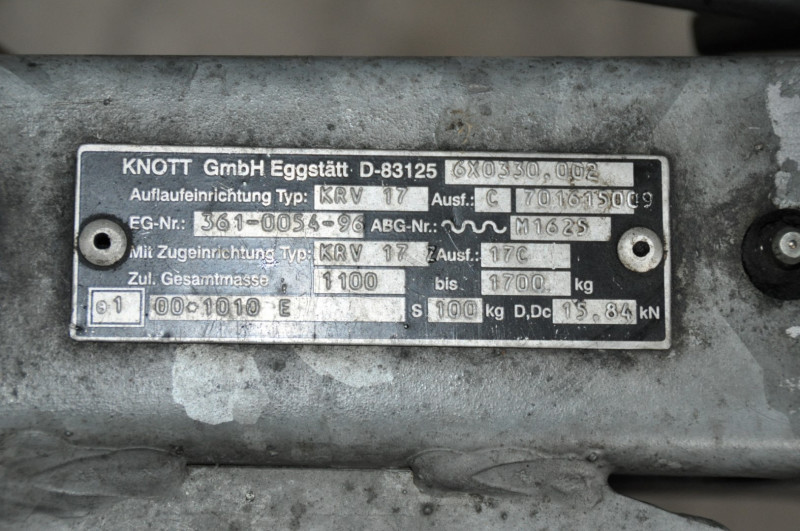 KNOTT GmbH Eggstätt D-83125 6X0330,002
Auflaufeinrichtung Typ: KRV 17 Ausf.: C 701615009
EG-Nr.: 361-0054-96 ABG-Nr.: M1625
Mit Zugeinrichtung Typ: KRV 17 Z Ausf.: 17C
Zul. Gesamtmasse 1100 bis 1700 kg
e1 00-1010 E S 100 kg D,Dc 15.84 kN